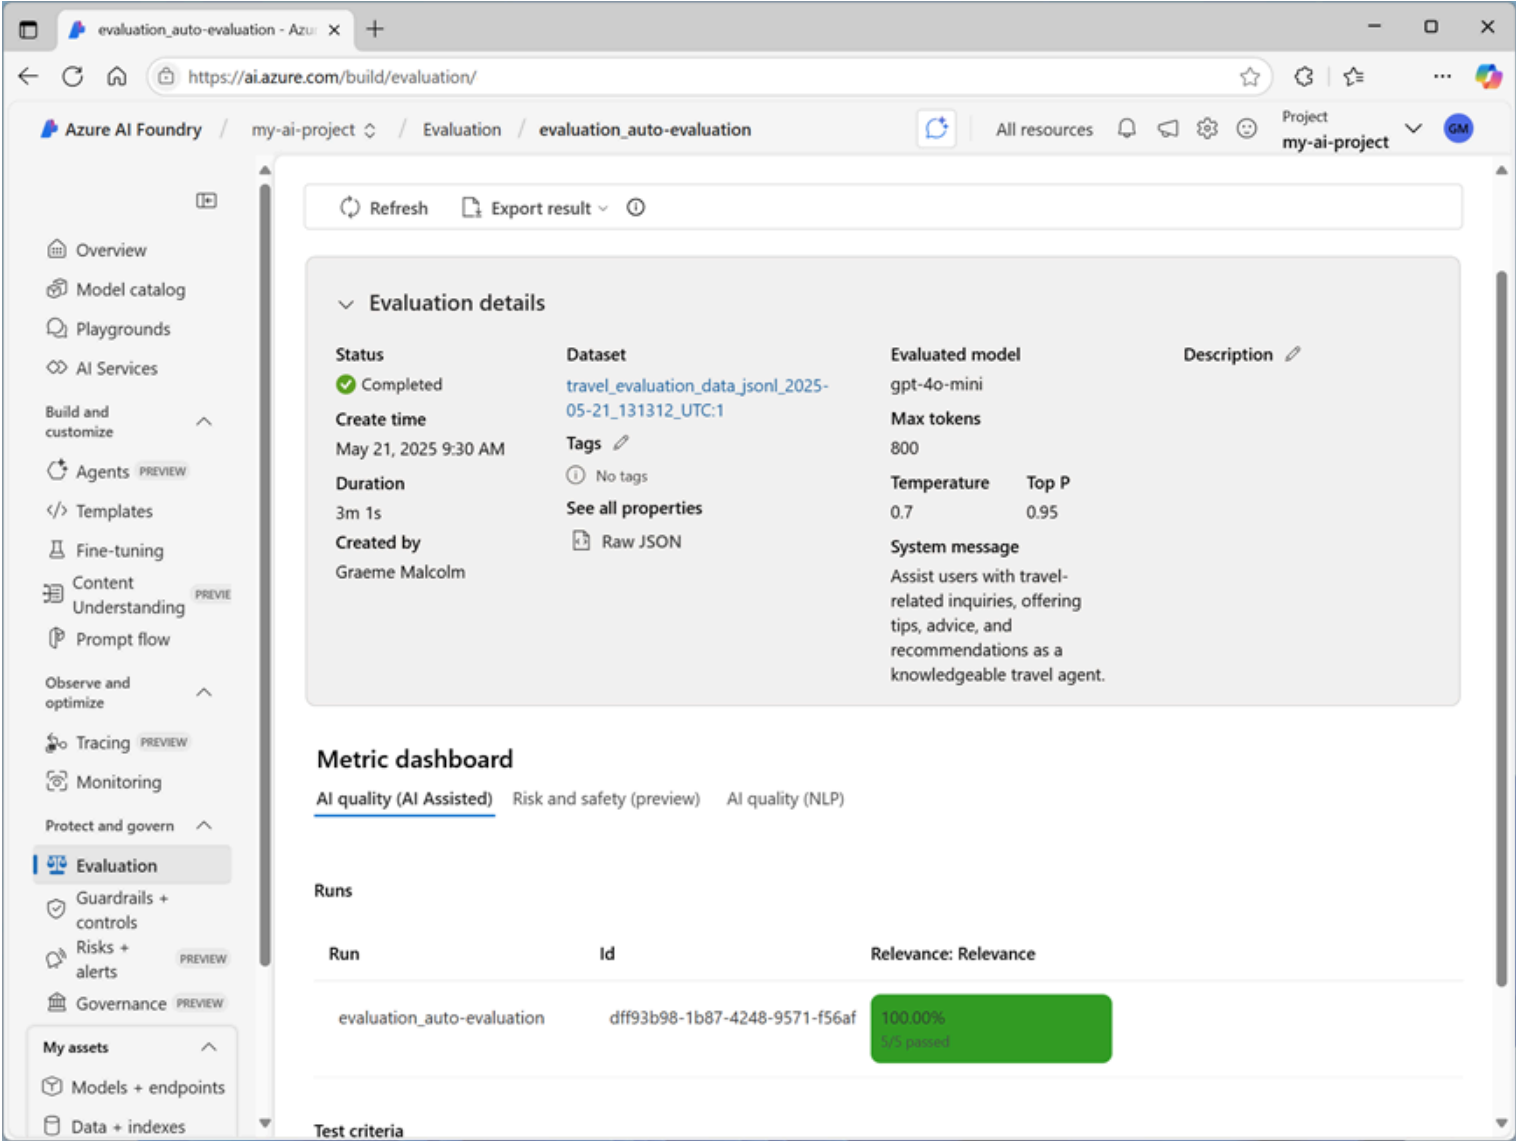 evaluation_auto-evaluation - Azu
https://ai.azure.com/build/evaluation/
Azure AI Foundry / my-ai-project / Evaluation / evaluation_auto-evaluation
All resources
Project
my-ai-project
GM
Overview
Model catalog
Playgrounds
AI Services
Build and
customize
Agents PREVIEW
Templates
Fine-tuning
Content
Understanding PREVIE
Prompt flow
Observe and
optimize
Tracing PREVIEW
Monitoring
Protect and govern
Evaluation
Guardrails +
controls
Risks +
alerts PREVIEW
Governance PREVIEW
My assets
Models + endpoints
Data + indexes
Refresh Export result
Evaluation details
Status
Completed
Create time
May 21, 2025 9:30 AM
Duration
3m 1s
Created by
Graeme Malcolm
Dataset
travel_evaluation_data_jsonl_2025-
05-21_131312_UTC:1
Tags
No tags
See all properties
Raw JSON
Evaluated model
gpt-4o-mini
Max tokens
800
Temperature Top P
0.7 0.95
System message
Assist users with travel-
related inquiries, offering
tips, advice, and
recommendations as a
knowledgeable travel agent.
Description
Metric dashboard
AI quality (AI Assisted) Risk and safety (preview) AI quality (NLP)
Runs
Run Id Relevance: Relevance
evaluation_auto-evaluation dff93b98-1b87-4248-9571-f56af 100.00%
5/5 passed
Test criteria